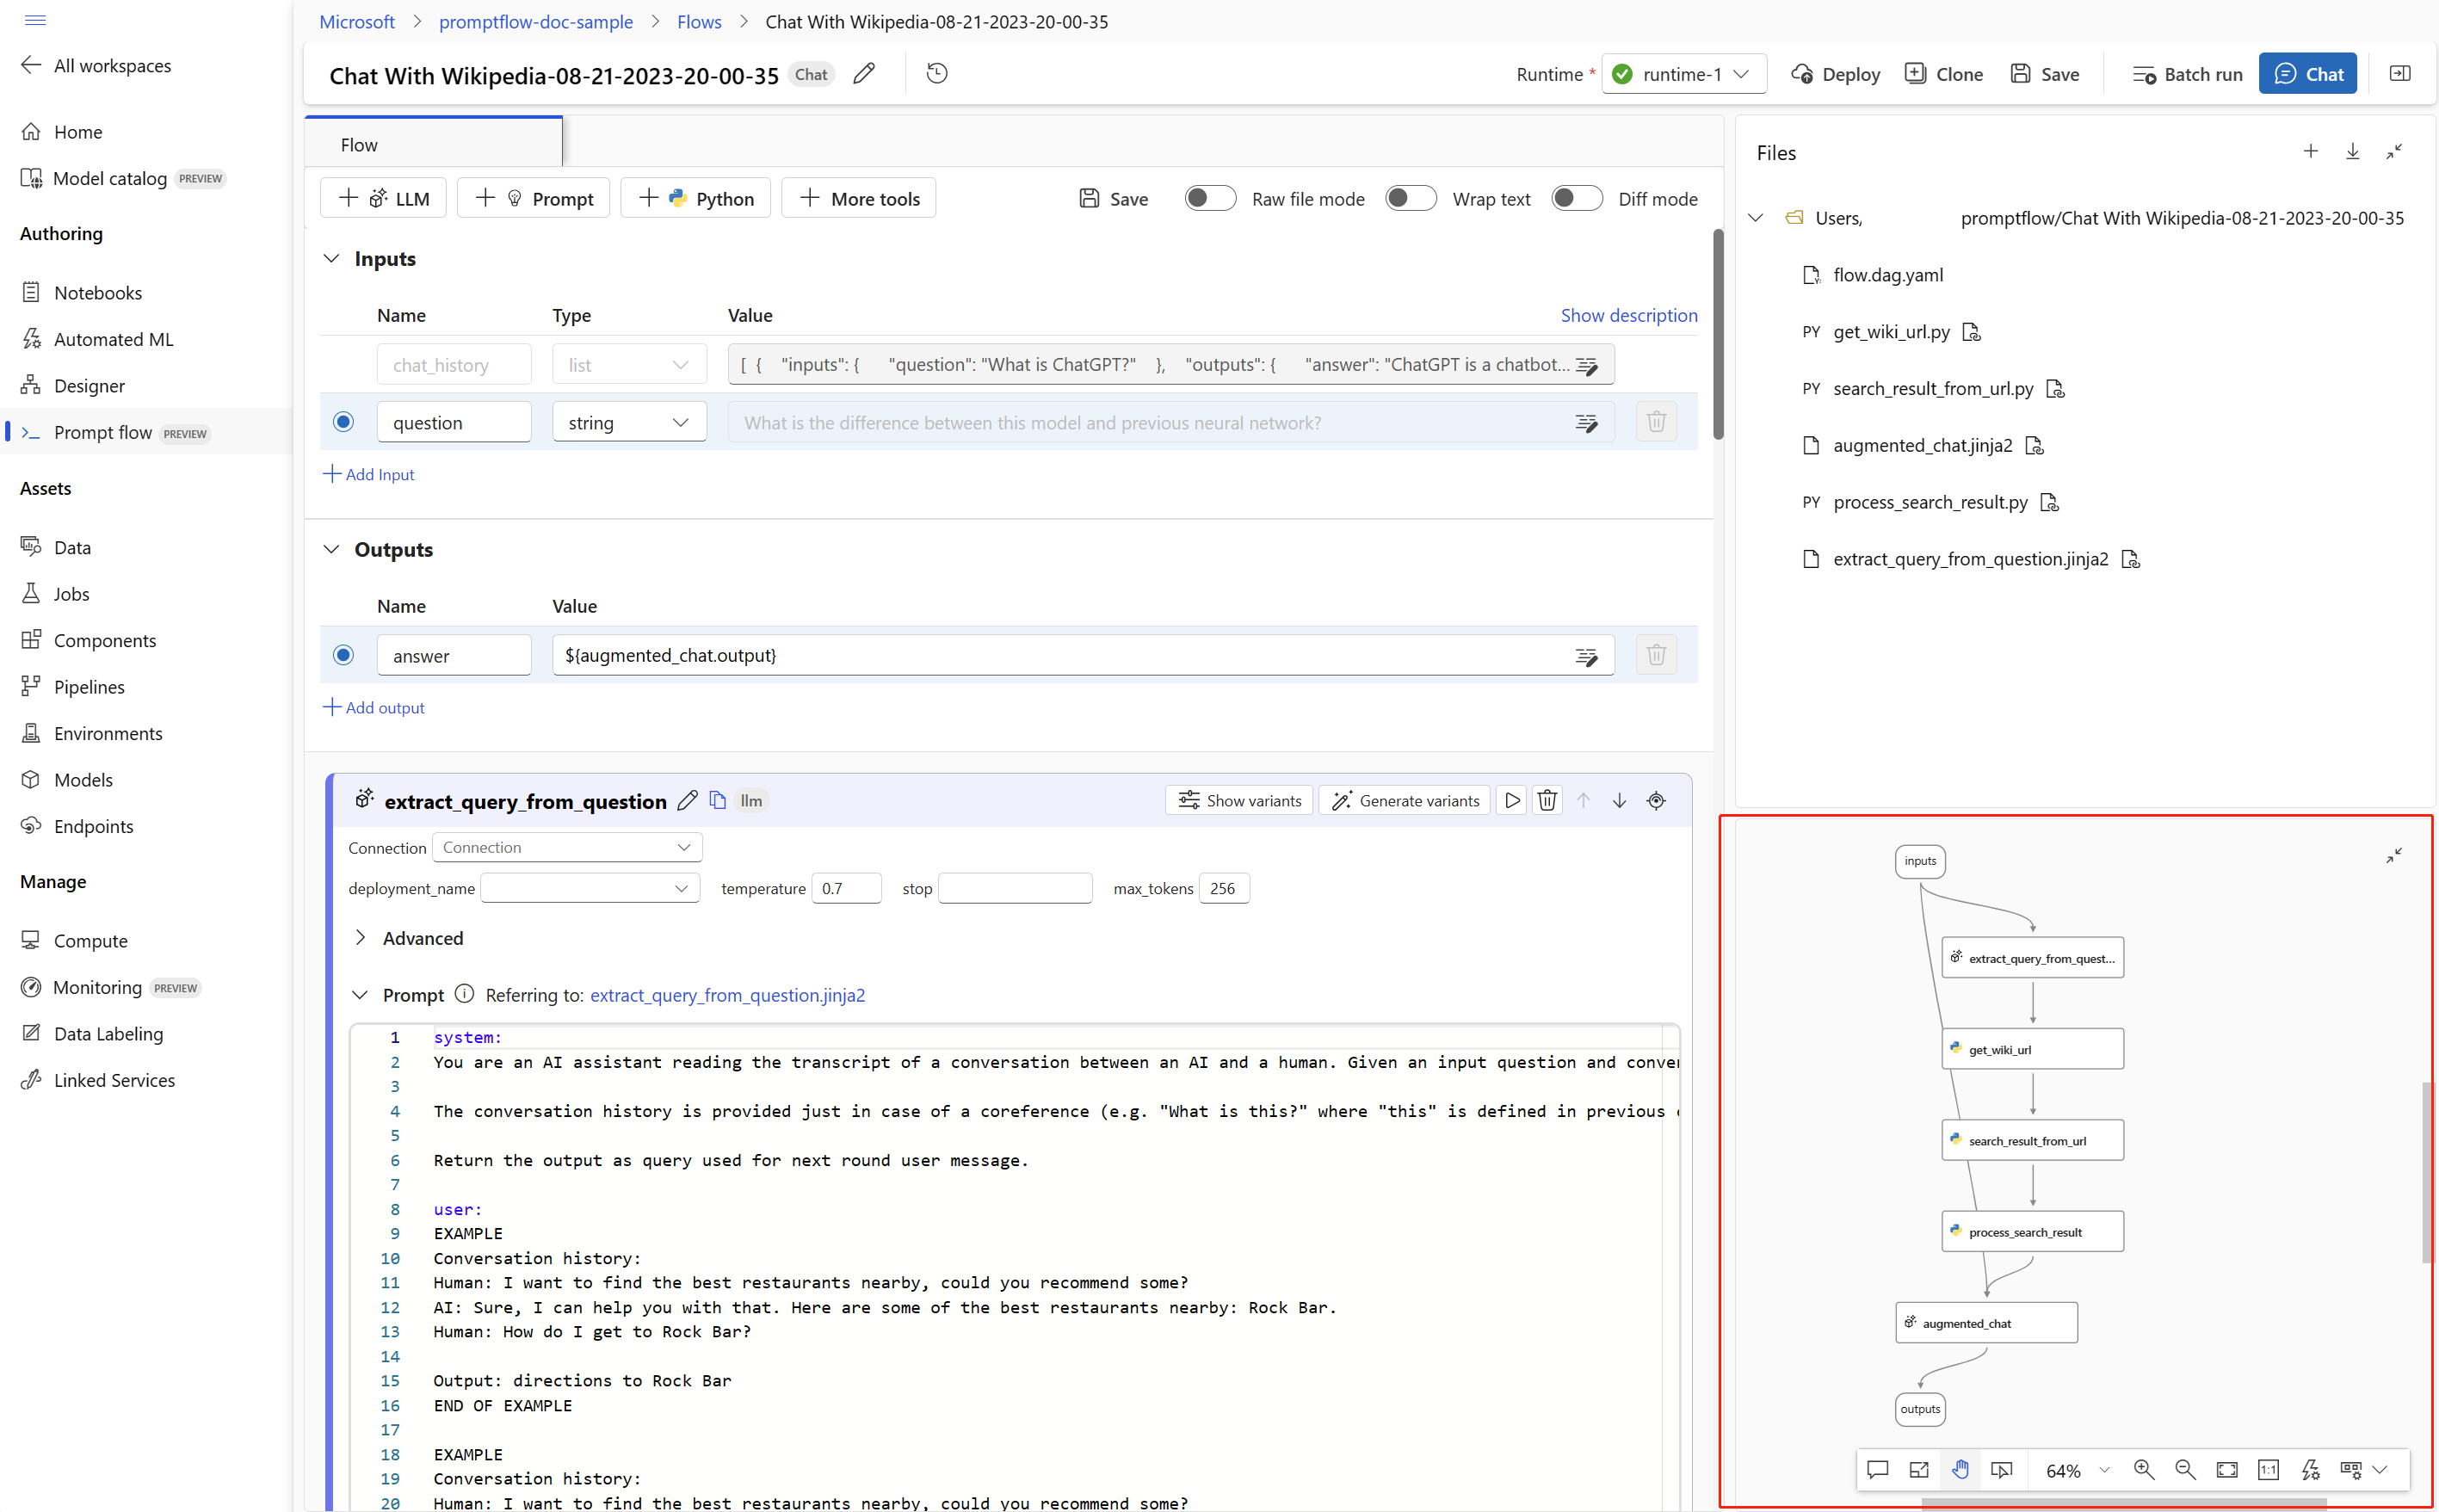 Microsoft > promptflow-doc-sample > Flows > Chat With Wikipedia-08-21-2023-20-00-35
All workspaces
Home
Model catalog PREVIEW
Authoring
Notebooks
Automated ML
Designer
Prompt flow PREVIEW
Assets
Data
Jobs
Components
Pipelines
Environments
Models
Endpoints
Manage
Compute
Monitoring PREVIEW
Data Labeling
Linked Services
Chat With Wikipedia-08-21-2023-20-00-35 Chat
Runtime * runtime-1 Deploy Clone Save Batch run Chat
Flow
LLM Prompt Python More tools Save Raw file mode Wrap text Diff mode
Inputs
Name Type Value Show description
chat_history list [ { "inputs": { "question": "What is ChatGPT?" }, "outputs": { "answer": "ChatGPT is a chatbot...
question string What is the difference between this model and previous neural network?
Add Input
Outputs
Name Value
answer ${augmented_chat.output}
Add output
extract_query_from_question llm Show variants Generate variants
Connection Connection
deployment_name temperature 0.7 stop max_tokens 256
Advanced
Prompt Referring to: extract_query_from_question.jinja2
1 system:
2 You are an AI assistant reading the transcript of a conversation between an AI and a human. Given an input question and conver
3
4 The conversation history is provided just in case of a coreference (e.g. "What is this?" where "this" is defined in previous
5
6 Return the output as query used for next round user message.
7
8 user:
9 EXAMPLE
10 Conversation history:
11 Human: I want to find the best restaurants nearby, could you recommend some?
12 AI: Sure, I can help you with that. Here are some of the best restaurants nearby: Rock Bar.
13 Human: How do I get to Rock Bar?
14
15 Output: directions to Rock Bar
16 END OF EXAMPLE
17
18 EXAMPLE
19 Conversation history:
20 Human: I want to find the best restaurants nearby, could you recommend some?
Files
Users, promptflow/Chat With Wikipedia-08-21-2023-20-00-35
flow.dag.yaml
PY get_wiki_url.py
PY search_result_from_url.py
augmented_chat.jinja2
PY process_search_result.py
extract_query_from_question.jinja2
inputs
extract_query_from_quest...
get_wiki_url
search_result_from_url
process_search_result
augmented_chat
outputs
64% 1:1